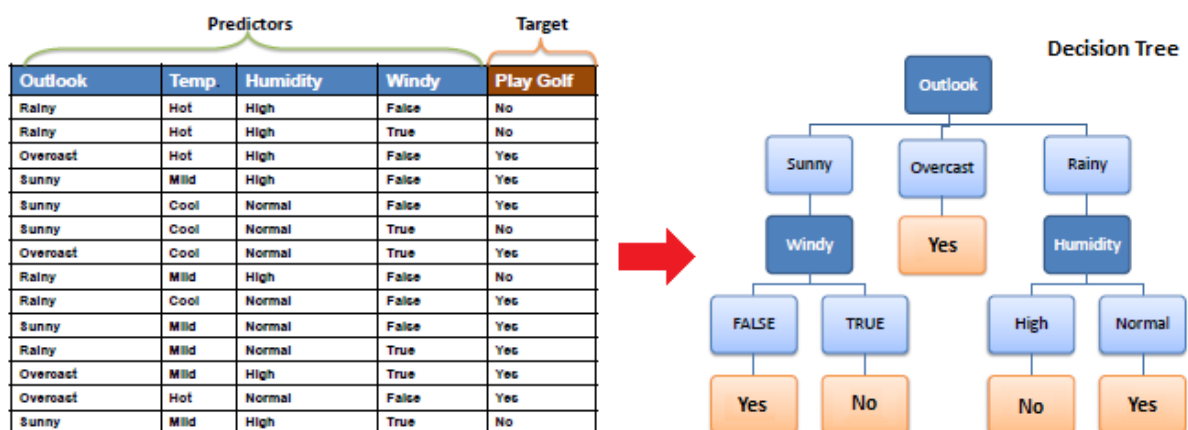 Predictors Target
Outlook Temp. Humidity Windy Play Golf
Rainy Hot High False No
Rainy Hot High True No
Overcast Hot High False Yes
Sunny Mild High False Yes
Sunny Cool Normal False Yes
Sunny Cool Normal True No
Overcast Cool Normal True Yes
Rainy Mild High False No
Rainy Cool Normal False Yes
Sunny Mild Normal False Yes
Rainy Mild Normal True Yes
Overcast Mild High True Yes
Overcast Hot Normal False Yes
Sunny Mild High True No
Decision Tree
Outlook
Sunny Overcast Rainy
Windy Yes Humidity
FALSE TRUE High Normal
Yes No No Yes